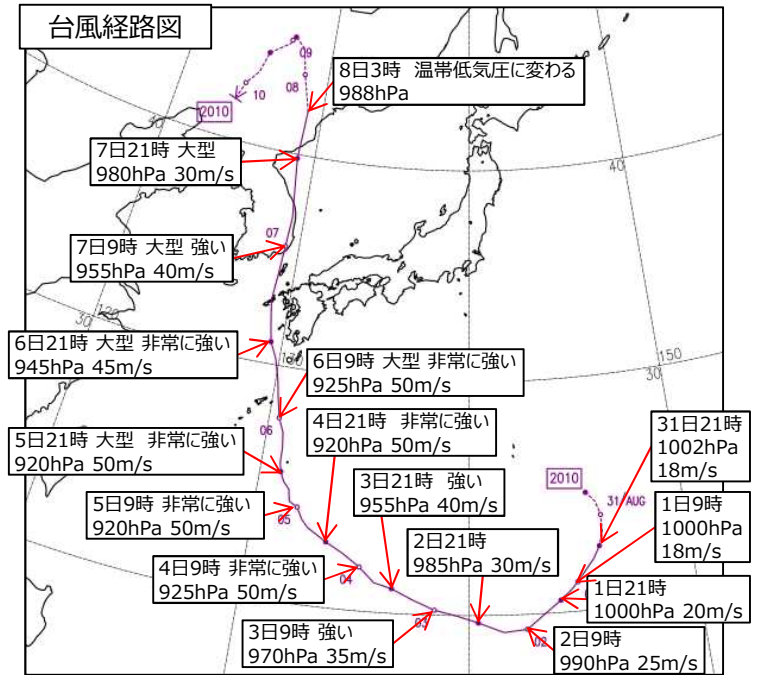 台風経路図
09
08
10
2010
8日3時 温帯低気圧に変わる
988hPa
7日21時 大型
980hPa 30m/s
40
40
07
7日9時 大型 強い
955hPa 40m/s
120
30
130
150
30
6日21時 大型 非常に強い
945hPa 45m/s
6日9時 大型 非常に強い
925hPa 50m/s
06
4日21時 非常に強い
920hPa 50m/s
31日21時
1002hPa
18m/s
5日21時 大型 非常に強い
920hPa 50m/s
3日21時 強い
955hPa 40m/s
2010
31/AUG
5日9時 非常に強い
920hPa 50m/s
05
1日9時
1000hPa
18m/s
2日21時
985hPa 30m/s
4日9時 非常に強い
925hPa 50m/s
04
1日21時
1000hPa 20m/s
03
02
3日9時 強い
970hPa 35m/s
2日9時
990hPa 25m/s